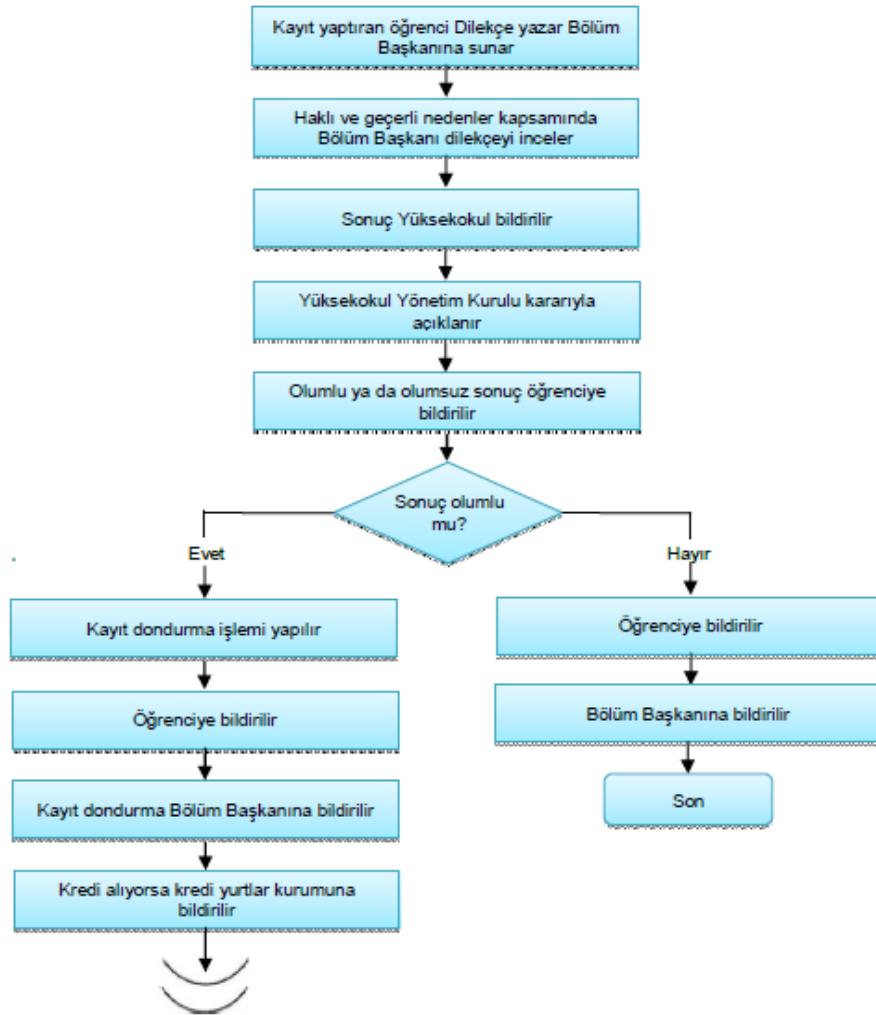 Kayıt yaptıran öğrenci Dilekçe yazar Bölüm
Başkanına sunar
Haklı ve geçerli nedenler kapsamında
Bölüm Başkanı dilekçeyi inceler
Sonuç Yüksekokul bildirilir
Yüksekokul Yönetim Kurulu kararıyla
açıklanır
Olumlu ya da olumsuz sonuç öğrenciye
bildirilir
Sonuç olumlu
mu?
Evet
Hayır
Kayıt dondurma işlemi yapılır
Öğrenciye bildirilir
Kayıt dondurma Bölüm Başkanına bildirilir
Kredi alıyorsa kredi yurtlar kurumuna
bildirilir
Öğrenciye bildirilir
Bölüm Başkanına bildirilir
Son